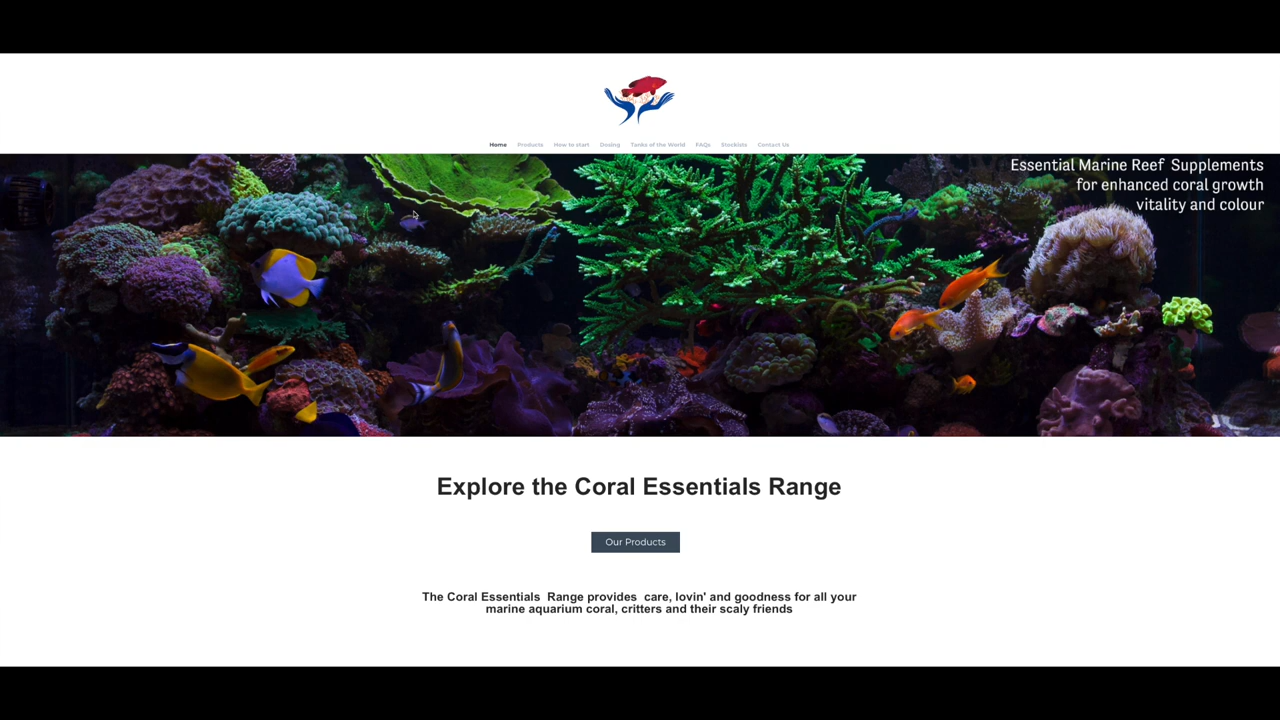 Home Products How to start Dosing Tanks of the World FAQs Stockists Contact Us
Essential Marine Reef Supplements
for enhanced coral growth
vitality and colour
Explore the Coral Essentials Range
Our Products
The Coral Essentials Range provides care, lovin' and goodness for all your
marine aquarium coral, critters and their scaly friends